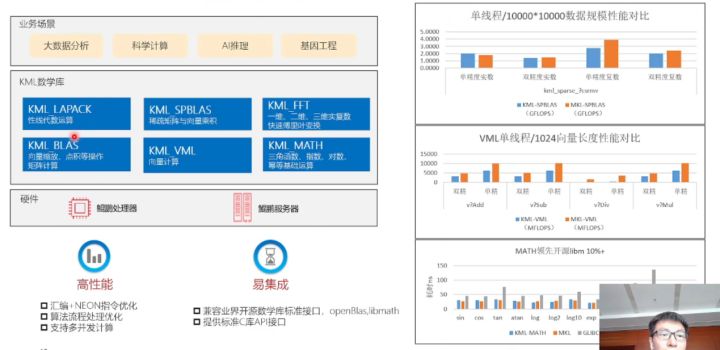 业务场景
大数据分析
科学计算
AI推理
基因工程
KML数学库
KML LAPACK
性线代数运算
KML SPBLAS
稀疏矩阵与向量乘积
KML_FFT
一维、二维、三维实复数
快速傅里叶变换
KML_BLAS
向量缩放、点积等操作
矩阵计算
KML VML
向量计算
KML MATH
三角函数、指数、对数、
幂等基础运算
硬件
鲲鹏处理器
鲲鹏服务器
高性能
汇编+NEON指令优化
算法流程处理优化
支持多并发计算
易集成
兼容业界开源数学库标准接口，openBlas,libmath
提供标准C库API接口
单线程/10000*10000数据规模性能对比
5.0000
4.0000
3.0000
2.0000
1.0000
0.0000
单精度实数
双精度实数
单精度复数
双精度复数
kml_sparse_?csrmv
KML-SPBLAS
(GFLOPS)
MKL-SPBLAS
(GFLOPS)
VML单线程/1024向量长度性能对比
15000
10000
5000
0
双精 单精 双精 单精 双精 单精 双精 单精
v?Add v?Sub v?Div v?Mul
KML-VML
(MFLOPS)
MKL-VML
(MFLOPS)
MATH领先开源libm 10%+
耗时ns
150
100
50
0
sin cos tan atan log log2 log10 exp
KML-MATH MKL GLIBC